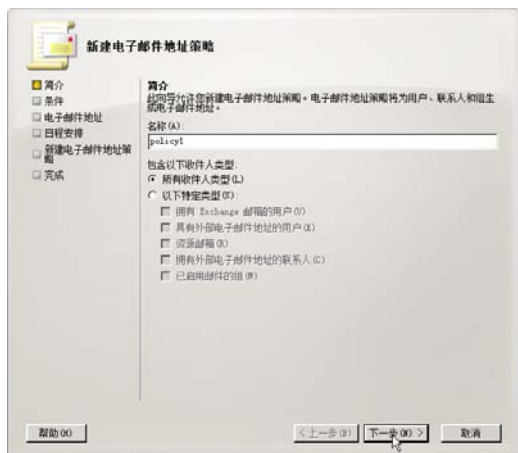 新建电子邮件地址策略
简介
条件
电子邮件地址
日程安排
新建电子邮件地址策
略
完成
简介
此向导允许您新建电子邮件地址策略。电子邮件地址策略将为用户、联系人和组生
成电子邮件地址。
名称(A):
policy1
包含以下收件人类型:
所有收件人类型(L)
以下特定类型(S):
拥有 Exchange 邮箱的用户(V)
具有外部电子邮件地址的用户(X)
资源邮箱(R)
拥有外部电子邮件地址的联系人(C)
已启用邮件的组(M)
帮助(H)
< 上一步(B)
下一步(N) >
取消